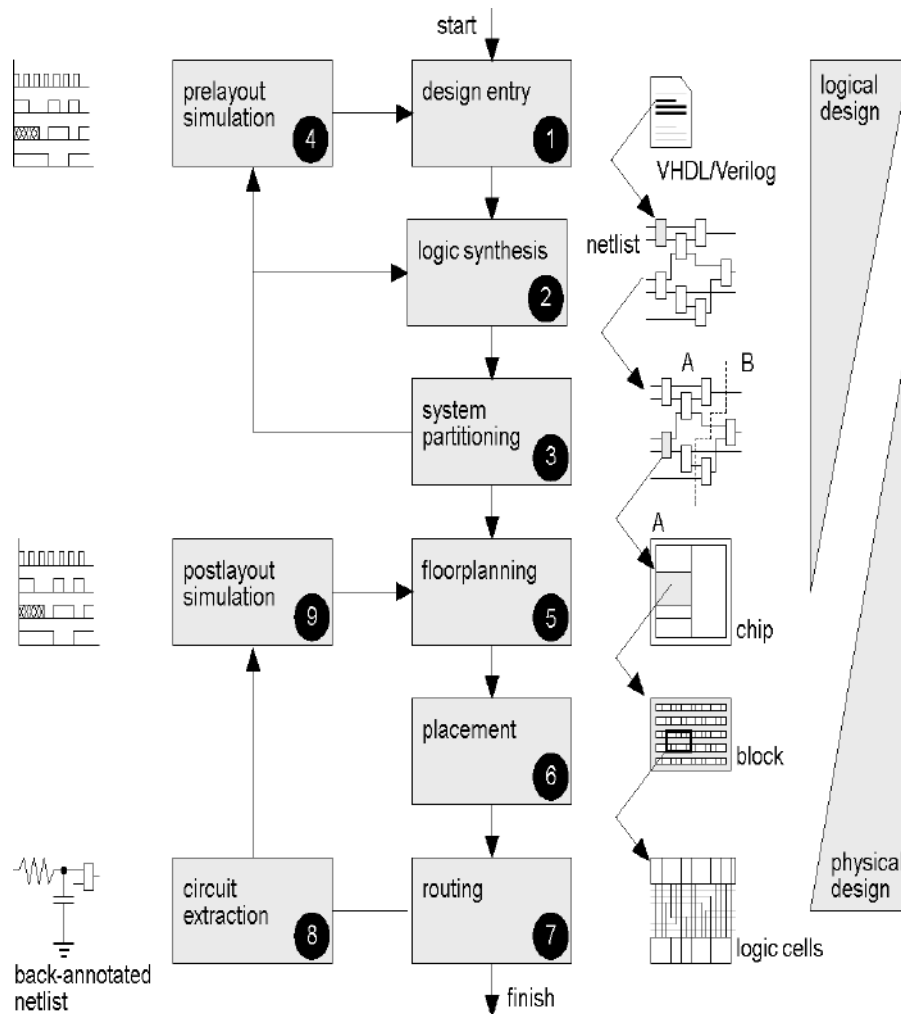 start
prelayout
simulation
4
design entry
1
VHDL/Verilog
logical
design
logic synthesis
2
netlist
system
partitioning
3
A
B
postlayout
simulation
9
floorplanning
5
A
chip
placement
6
block
circuit
extraction
8
routing
7
logic cells
physical
design
back-annotated
netlist
finish